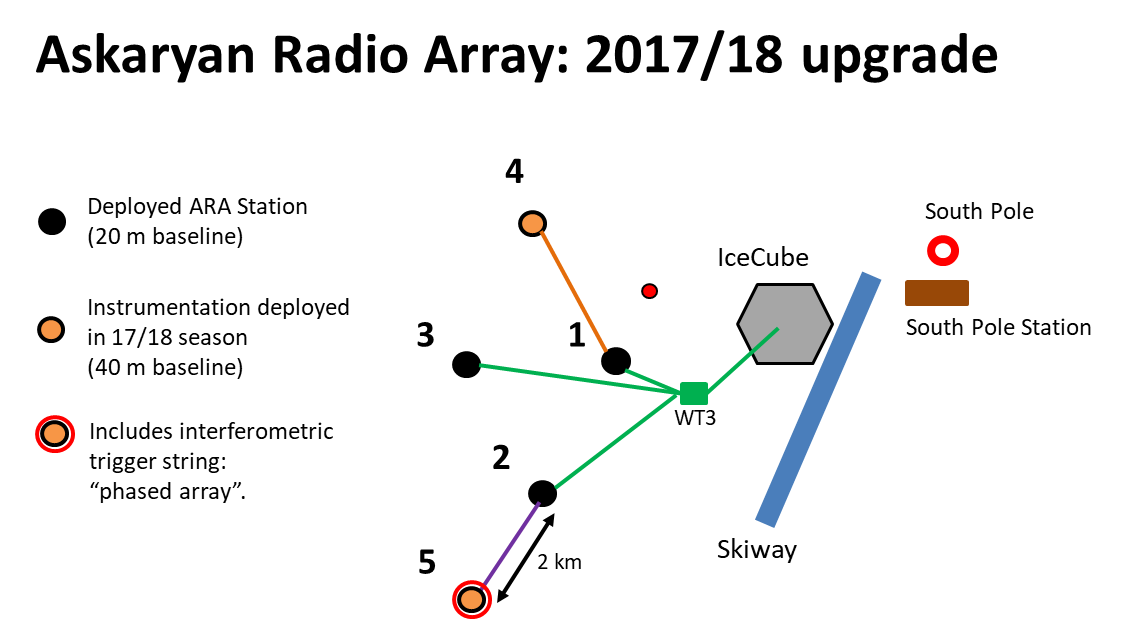 Askaryan Radio Array: 2017/18 upgrade
Deployed ARA Station
(20 m baseline)
Instrumentation deployed
in 17/18 season
(40 m baseline)
Includes interferometric
trigger string:
“phased array”.
4
3
1
2
5
2 km
WT3
IceCube
Skiway
South Pole
South Pole Station